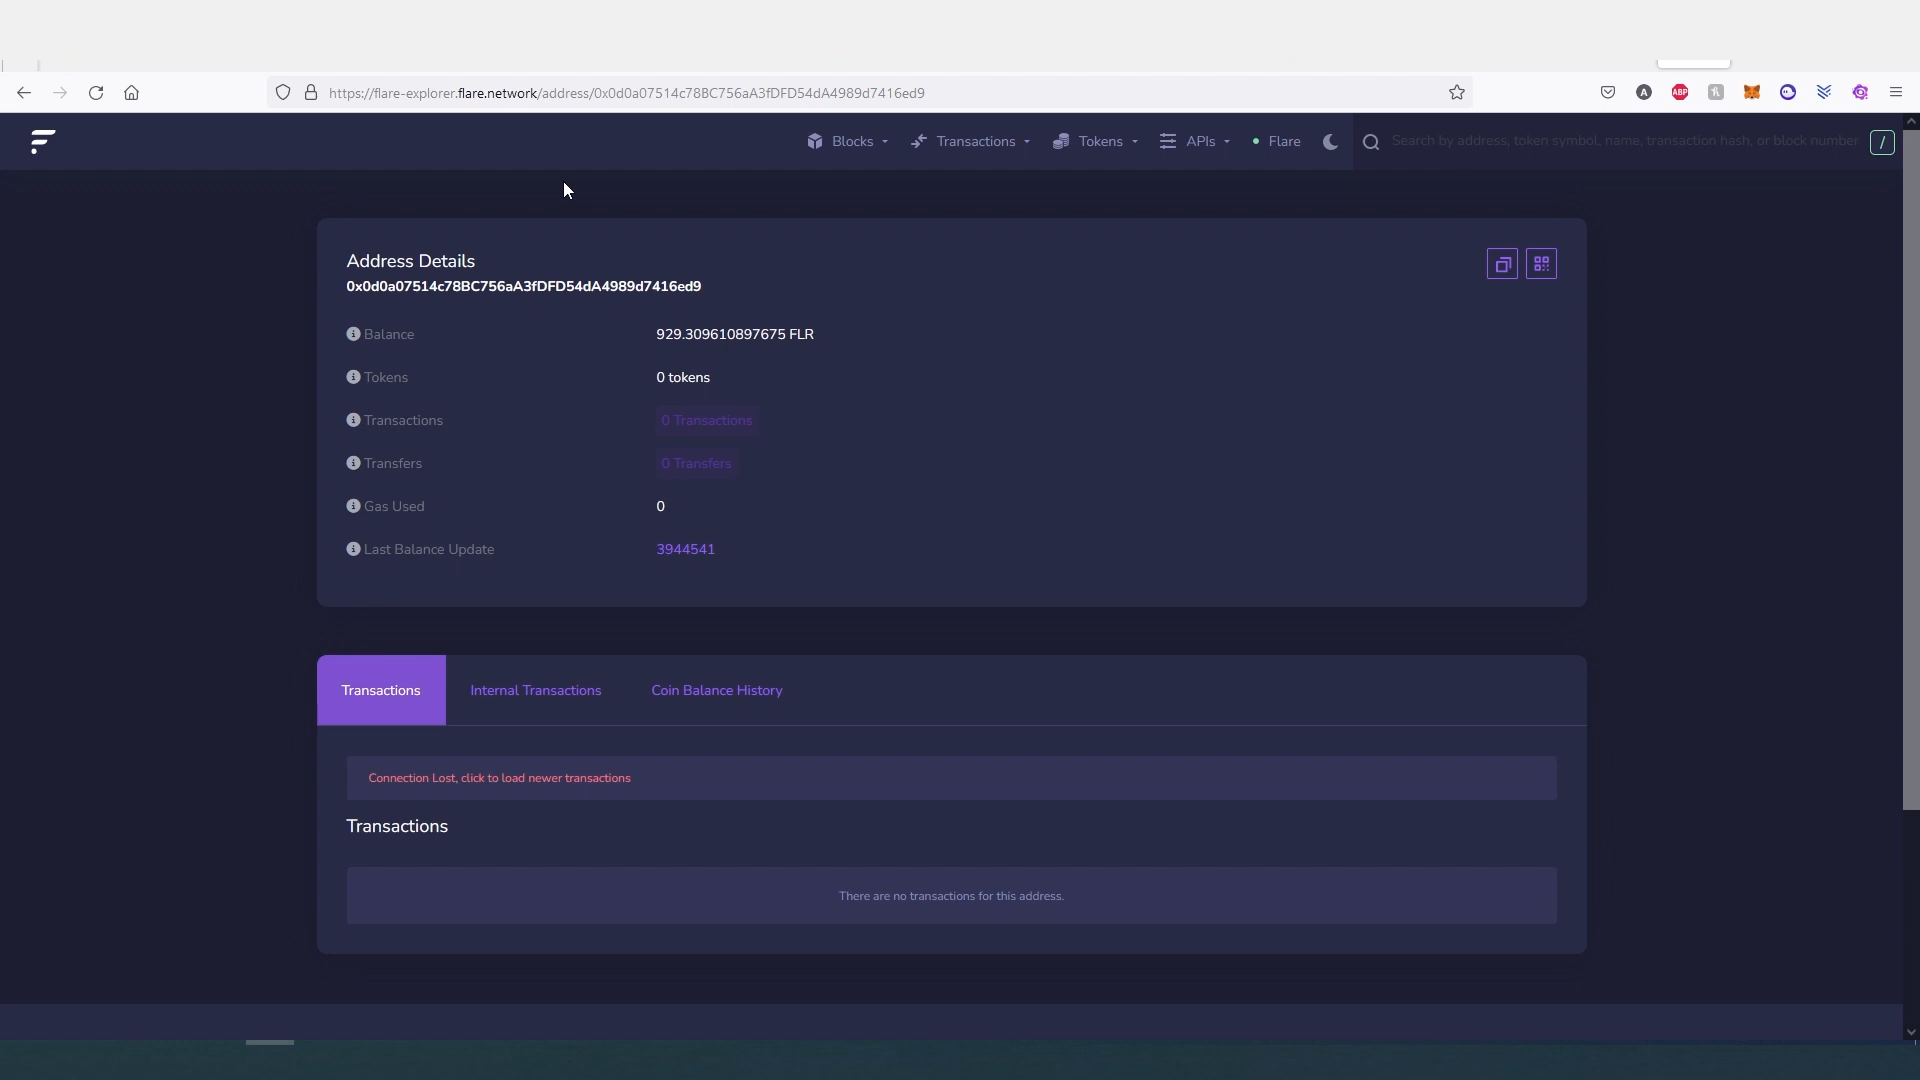 https://flare-explorer.flare.network/address/0x0d0a07514c78BC756aA3fDFD54dA4989d7416ed9
A
ABP
Blocks
Transactions
Tokens
APIs
Flare
Search by address, token symbol, name, transaction hash, or block number
/
Address Details
0x0d0a07514c78BC756aA3fDFD54dA4989d7416ed9
Balance
929.309610897675 FLR
Tokens
0 tokens
Transactions
0 Transactions
Transfers
0 Transfers
Gas Used
0
Last Balance Update
3944541
Transactions
Internal Transactions
Coin Balance History
Connection Lost, click to load newer transactions
Transactions
There are no transactions for this address.